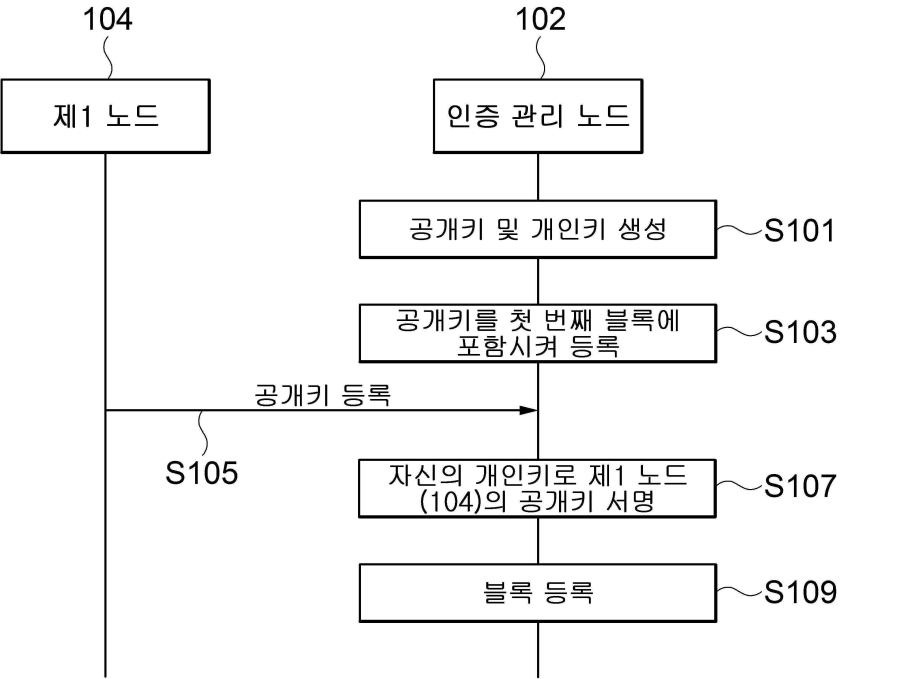 104
102
제1 노드
인증 관리 노드
공개키 및 개인키 생성
S101
공개키를 첫 번째 블록에
포함시켜 등록
S103
공개키 등록
S105
자신의 개인키로 제1 노드
(104)의 공개키 서명
S107
블록 등록
S109